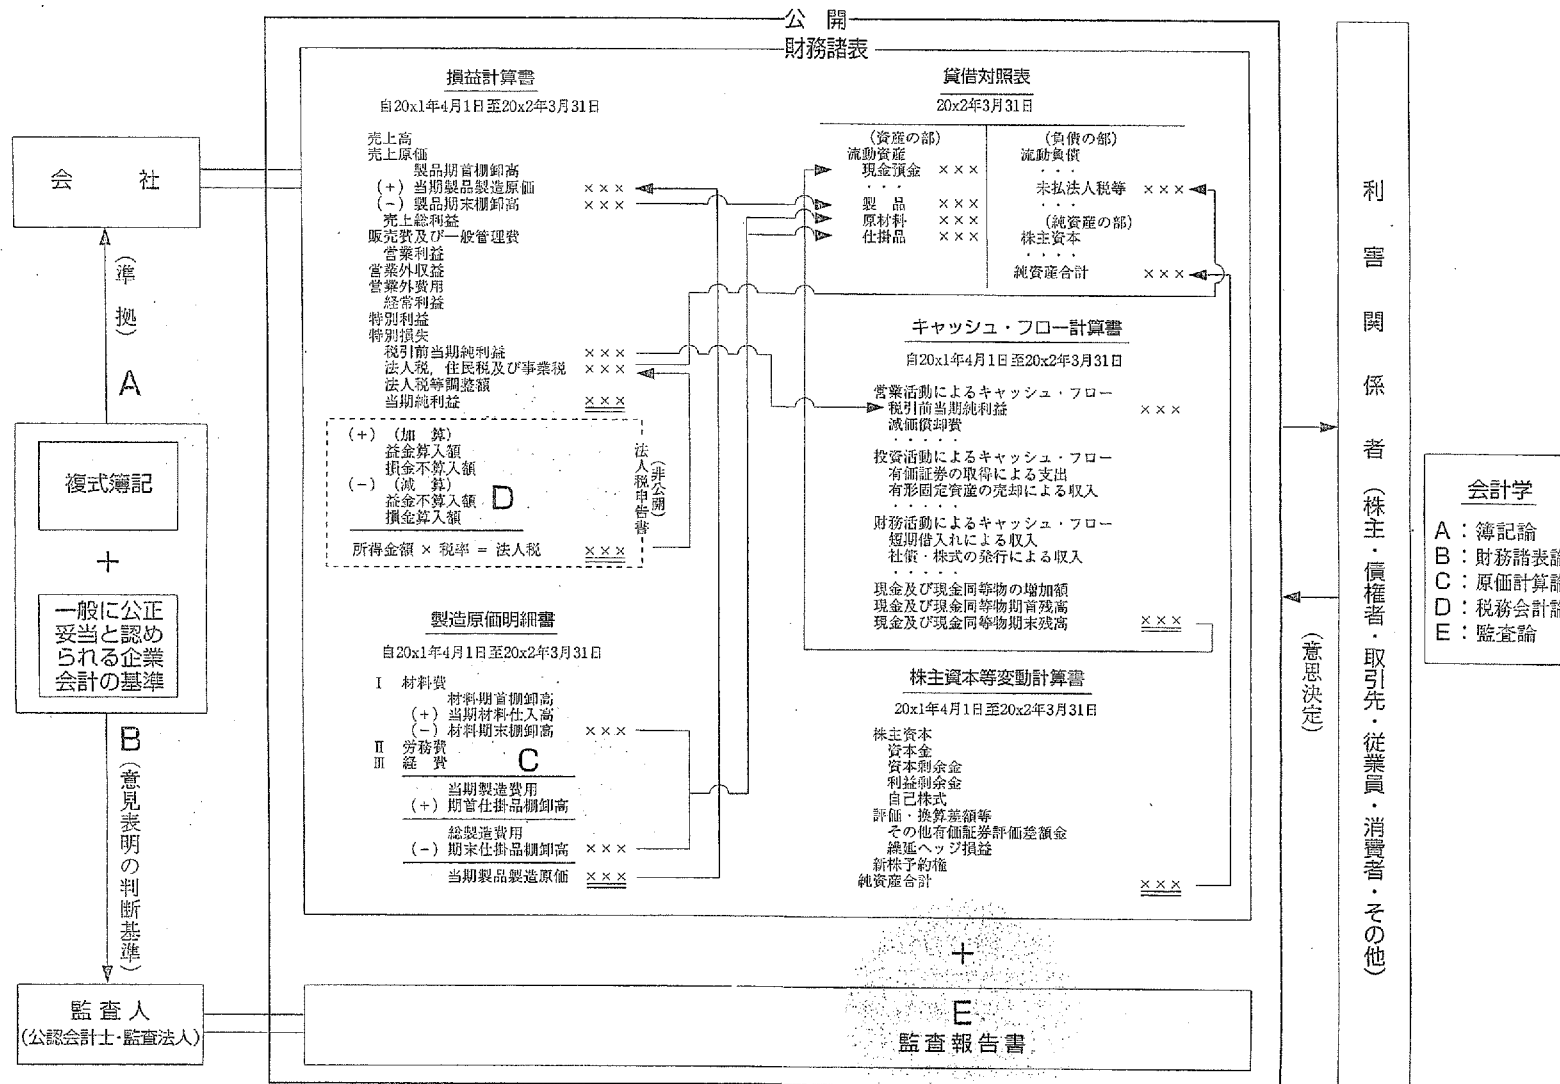 公 開
財務諸表
損益計算書
自20x1年4月1日至20x2年3月31日
売上高
売上原価
製品期首棚卸高
(+) 当期製品製造原価 ×××
(−) 製品期末棚卸高 ×××
売上総利益
販売費及び一般管理費
営業利益
営業外収益
営業外費用
経常利益
特別利益
特別損失
税引前当期純利益 ×××
法人税, 住民税及び事業税 ×××
法人税等調整額
当期純利益 ×××
(+) (加 算)
益金算入額
損金不算入額
(−) (減 算)
益金不算入額
損金算入額
D
所得金額 × 税率 = 法人税 ×××
法人税申告書
(非公開)
製造原価明細書
自20x1年4月1日至20x2年3月31日
Ⅰ 材料費
材料期首棚卸高
(+) 当期材料仕入高
(−) 材料期末棚卸高 ×××
Ⅱ 労務費
Ⅲ 経 費
C
当期製造費用
(+) 期首仕掛品棚卸高
総製造費用
(−) 期末仕掛品棚卸高 ×××
当期製品製造原価 ×××
貸借対照表
20x2年3月31日
(資産の部)
流動資産
現金預金 ×××
・・・
製 品 ×××
原材料 ×××
仕掛品 ×××
(負債の部)
流動負債
・・・
未払法人税等 ×××
・・・
(純資産の部)
株主資本
・・・・
純資産合計 ×××
キャッシュ・フロー計算書
自20x1年4月1日至20x2年3月31日
営業活動によるキャッシュ・フロー
税引前当期純利益 ×××
減価償却費
・・・・・
投資活動によるキャッシュ・フロー
有価証券の取得による支出
有形固定資産の売却による収入
・・・・・
財務活動によるキャッシュ・フロー
短期借入れによる収入
社債・株式の発行による収入
・・・・・
現金及び現金同等物の増加額
現金及び現金同等物期首残高
現金及び現金同等物期末残高 ×××
株主資本等変動計算書
20x1年4月1日至20x2年3月31日
株主資本
資本金
資本剰余金
利益剰余金
自己株式
評価・換算差額等
その他有価証券評価差額金
繰延ヘッジ損益
新株予約権
純資産合計 ×××
+
E
監査報告書
会 社
(準 拠)
A
複式簿記
+
一般に公正
妥当と認め
られる企業
会計の基準
B
(意見表明の判断基準)
監査人
(公認会計士・監査法人)
(意思決定)
利害関係者(株主・債権者・取引先・従業員・消費者・その他)
会計学
A：簿記論
B：財務諸表論
C：原価計算論
D：税務会計論
E：監査論